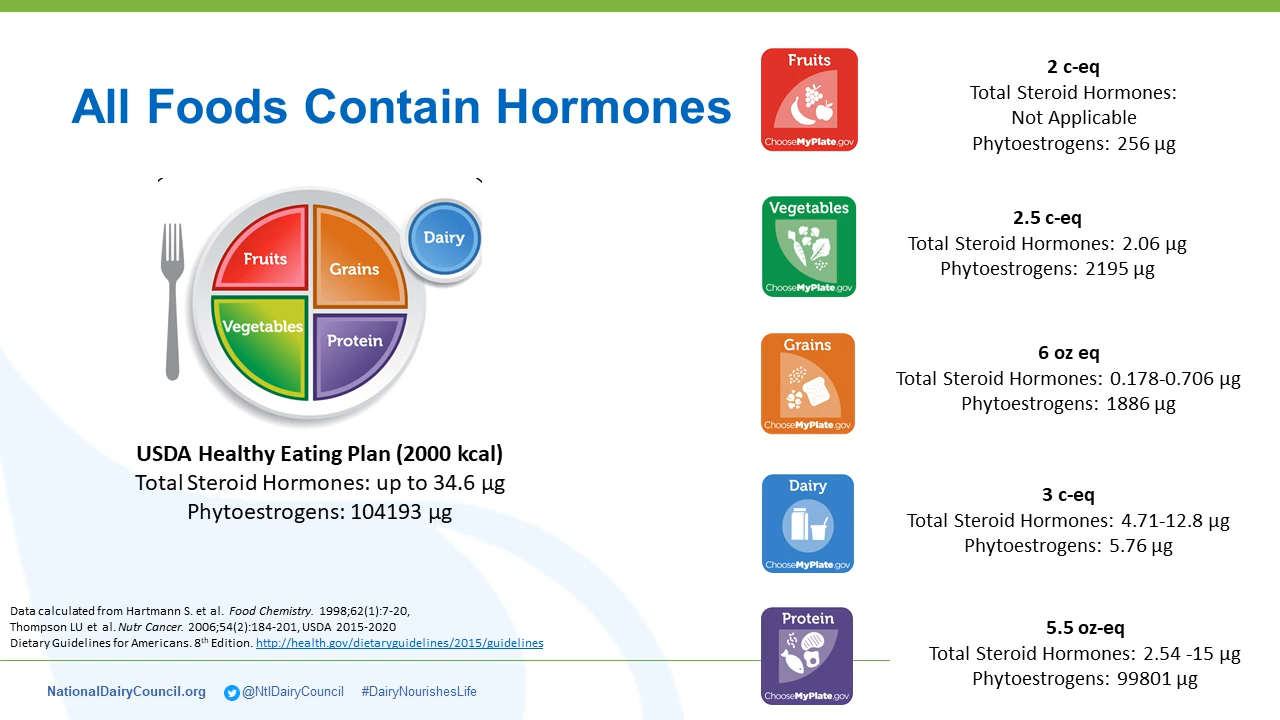 All Foods Contain Hormones
Fruits
Grains
Dairy
Vegetables
Protein
USDA Healthy Eating Plan (2000 kcal)
Total Steroid Hormones: up to 34.6 µg
Phytoestrogens: 104193 µg
Fruits
ChooseMyPlate.gov
2 c-eq
Total Steroid Hormones:
Not Applicable
Phytoestrogens: 256 µg
Vegetables
ChooseMyPlate.gov
2.5 c-eq
Total Steroid Hormones: 2.06 µg
Phytoestrogens: 2195 µg
Grains
ChooseMyPlate.gov
6 oz eq
Total Steroid Hormones: 0.178-0.706 µg
Phytoestrogens: 1886 µg
Dairy
ChooseMyPlate.gov
3 c-eq
Total Steroid Hormones: 4.71-12.8 µg
Phytoestrogens: 5.76 µg
Protein
ChooseMyPlate.gov
5.5 oz-eq
Total Steroid Hormones: 2.54 -15 µg
Phytoestrogens: 99801 µg
Data calculated from Hartmann S. et al. Food Chemistry. 1998;62(1):7-20,
Thompson LU et al. Nutr Cancer. 2006;54(2):184-201, USDA 2015-2020
Dietary Guidelines for Americans. 8th Edition. http://health.gov/dietaryguidelines/2015/guidelines
NationalDairyCouncil.org @NtlDairyCouncil #DairyNourishesLife